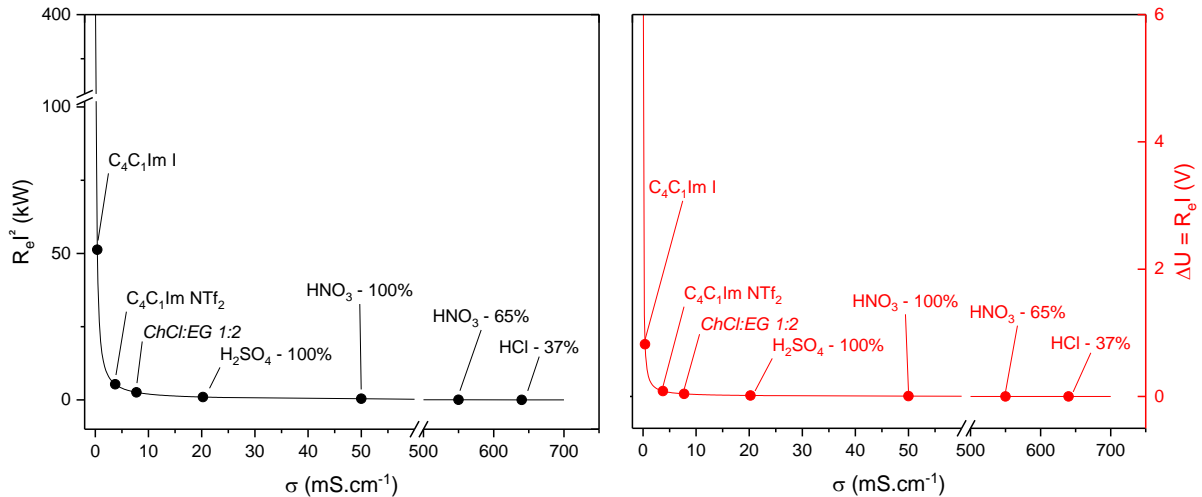 400
100
50
0
R_eI² (kW)
C₄C₁Im I
C₄C₁Im NTf₂
ChCl:EG 1:2
H₂SO₄ - 100%
HNO₃ - 100%
HNO₃ - 65%
HCl - 37%
0 10 20 30 40 50 500 600 700
σ (mS.cm⁻¹)
6
4
2
0
ΔU = R_eI (V)
C₄C₁Im I
C₄C₁Im NTf₂
ChCl:EG 1:2
H₂SO₄ - 100%
HNO₃ - 100%
HNO₃ - 65%
HCl - 37%
0 10 20 30 40 50 500 600 700
σ (mS.cm⁻¹)